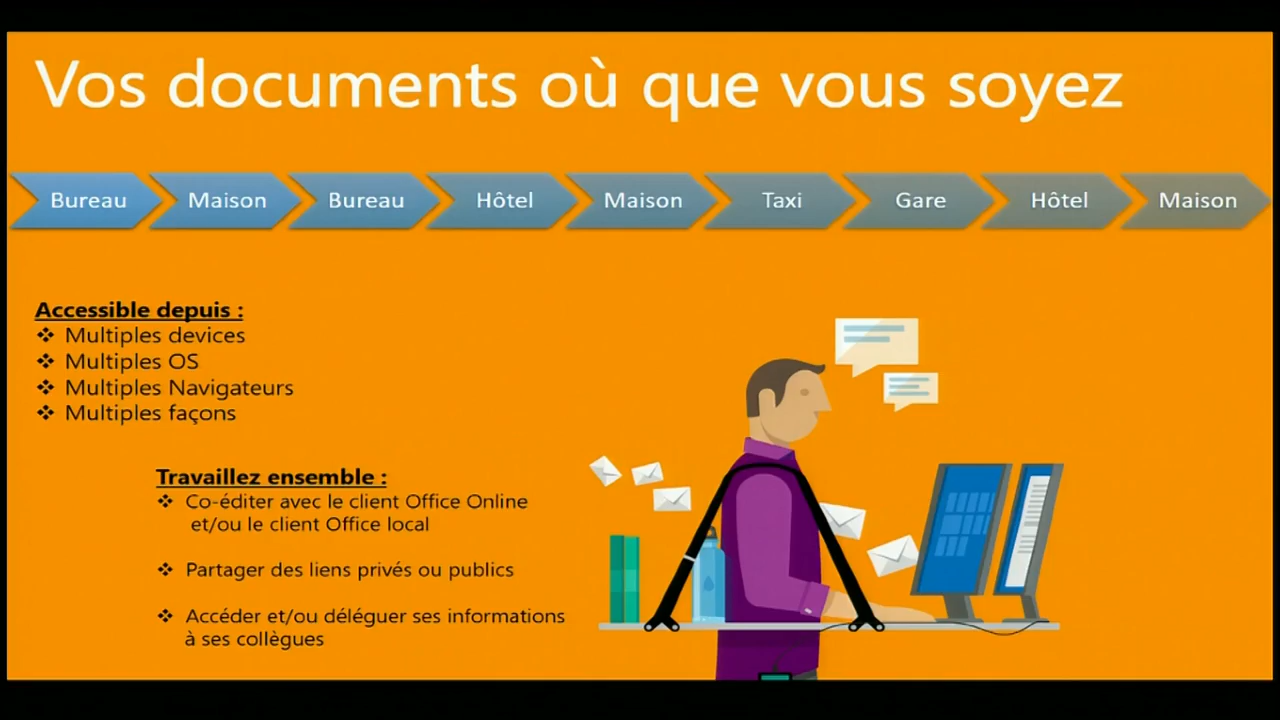 Vos documents où que vous soyez
Bureau Maison Bureau Hôtel Maison Taxi Gare Hôtel Maison
Accessible depuis :
❖ Multiples devices
❖ Multiples OS
❖ Multiples Navigateurs
❖ Multiples façons
Travaillez ensemble :
❖ Co-éditer avec le client Office Online
et/ou le client Office local
❖ Partager des liens privés ou publics
❖ Accéder et/ou déléguer ses informations
à ses collègues